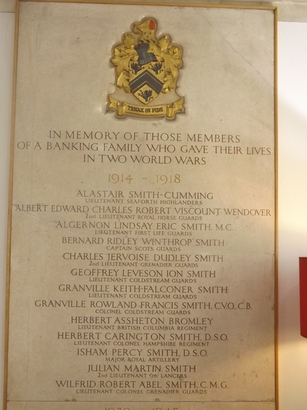 TENAX IN FIDE
IN MEMORY OF THOSE MEMBERS
OF A BANKING FAMILY WHO GAVE THEIR LIVES
IN TWO WORLD WARS
1914 – 1918
ALASTAIR SMITH-CUMMING
LIEUTENANT SEAFORTH HIGHLANDERS
ALBERT EDWARD CHARLES ROBERT VISCOUNT WENDOVER
2nd LIEUTENANT ROYAL HORSE GUARDS
ALGERNON LINDSAY ERIC SMITH, M.C.
LIEUTENANT FIRST LIFE GUARDS
BERNARD RIDLEY WINTHROP SMITH
CAPTAIN SCOTS GUARDS
CHARLES JERVOISE DUDLEY SMITH
2nd LIEUTENANT GRENADIER GUARDS
GEOFFREY LEVESON ION SMITH
LIEUTENANT COLDSTREAM GUARDS
GRANVILLE KEITH-FALCONER SMITH
LIEUTENANT COLDSTREAM GUARDS
GRANVILLE ROWLAND FRANCIS SMITH, C.V.O, C.B.
COLONEL COLDSTREAM GUARDS
HERBERT ASSHETON BROMLEY
LIEUTENANT BRITISH COLUMBIA REGIMENT
HERBERT CARINGTON SMITH, D.S.O.
LIEUTENANT COLONEL HAMPSHIRE REGIMENT
ISHAM PERCY SMITH, D.S.O.
MAJOR ROYAL ARTILLERY
JULIAN MARTIN SMITH
2nd LIEUTENANT 9th LANCERS
WILFRID ROBERT ABEL SMITH, C.M.G.
LIEUTENANT COLONEL GRENADIER GUARDS